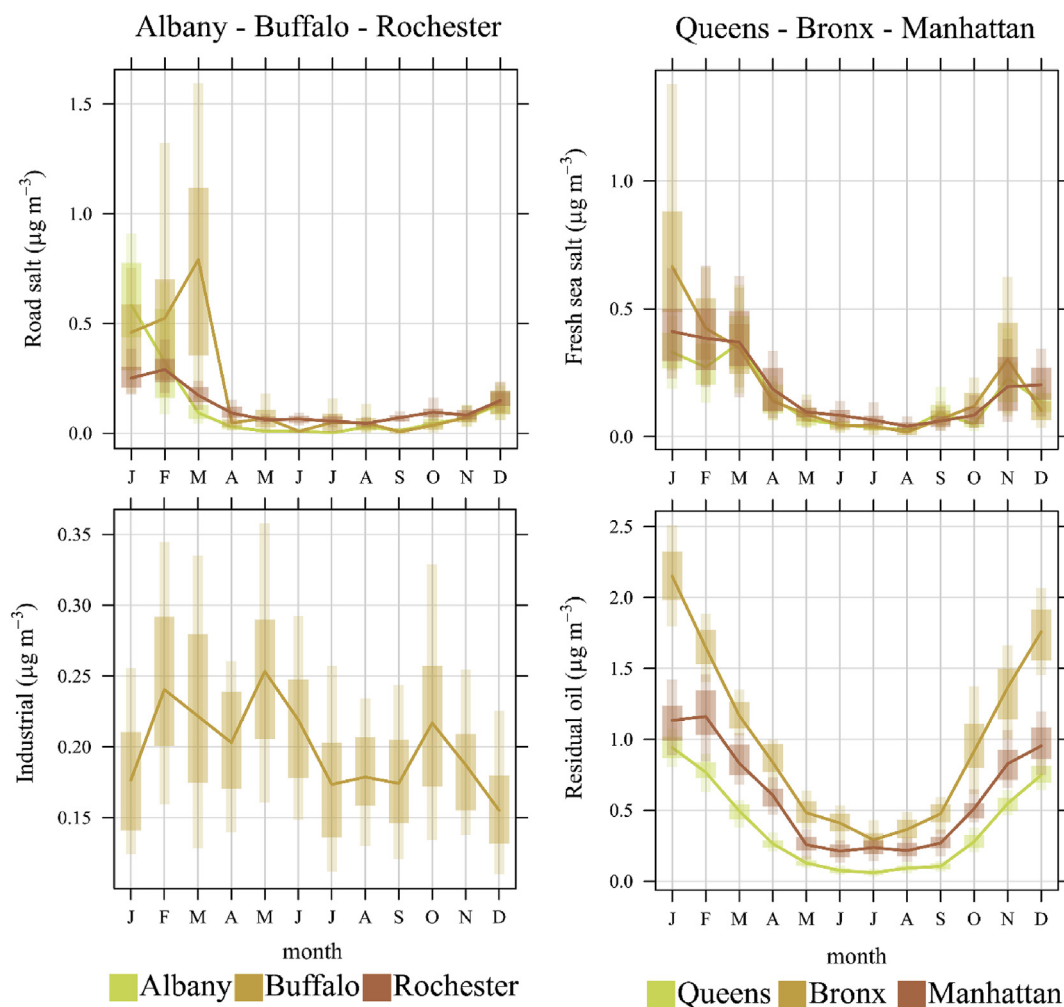 Albany - Buffalo - Rochester
Queens - Bronx - Manhattan
Road salt (µg m⁻³)
1.5
1.0
0.5
0.0
J F M A M J J A S O N D
Fresh sea salt (µg m⁻³)
1.0
0.5
0.0
J F M A M J J A S O N D
Industrial (µg m⁻³)
0.35
0.30
0.25
0.20
0.15
J F M A M J J A S O N D
month
Residual oil (µg m⁻³)
2.5
2.0
1.5
1.0
0.5
0.0
J F M A M J J A S O N D
month
Albany Buffalo Rochester
Queens Bronx Manhattan